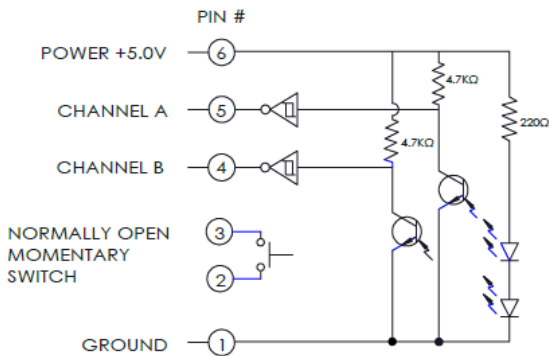 PIN #
POWER +5.0V 6
4.7KΩ
CHANNEL A 5
220Ω
4.7KΩ
CHANNEL B 4
NORMALLY OPEN 3
MOMENTARY
SWITCH 2
GROUND 1